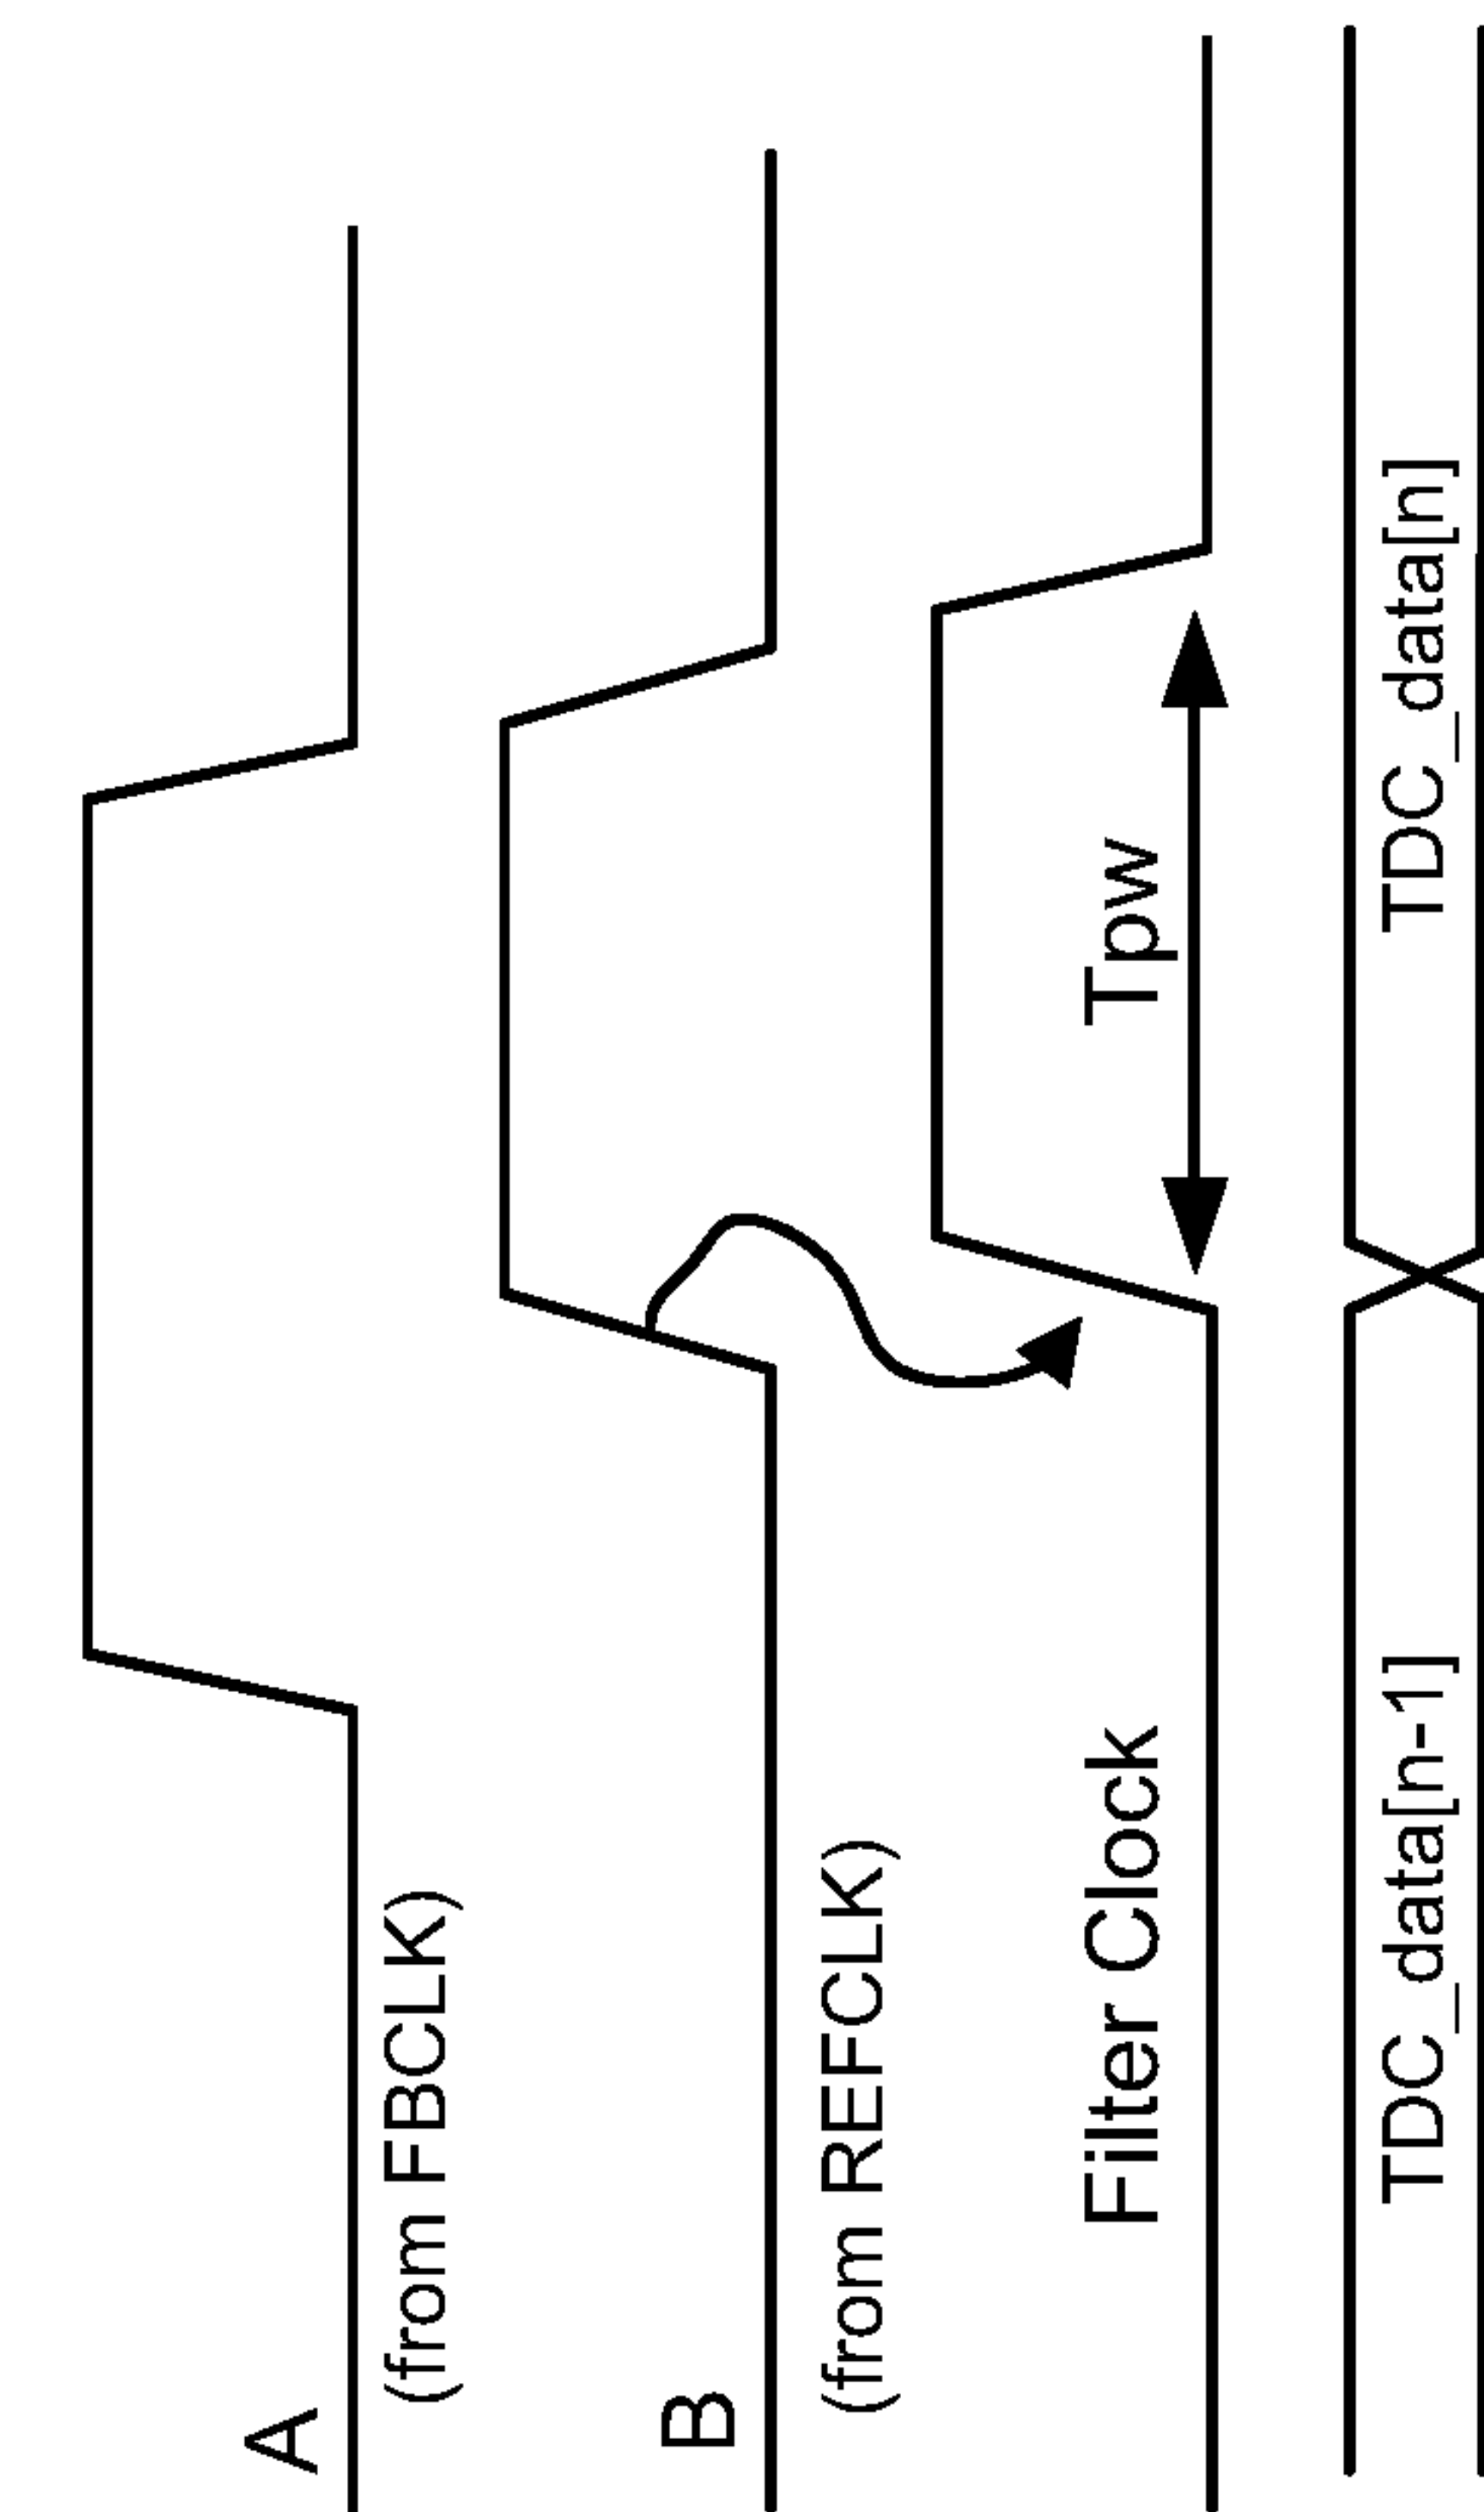 A
(from FBCLK)
B
(from REFCLK)
Filter Clock
Tpw
TDC_data[n-1]
TDC_data[n]